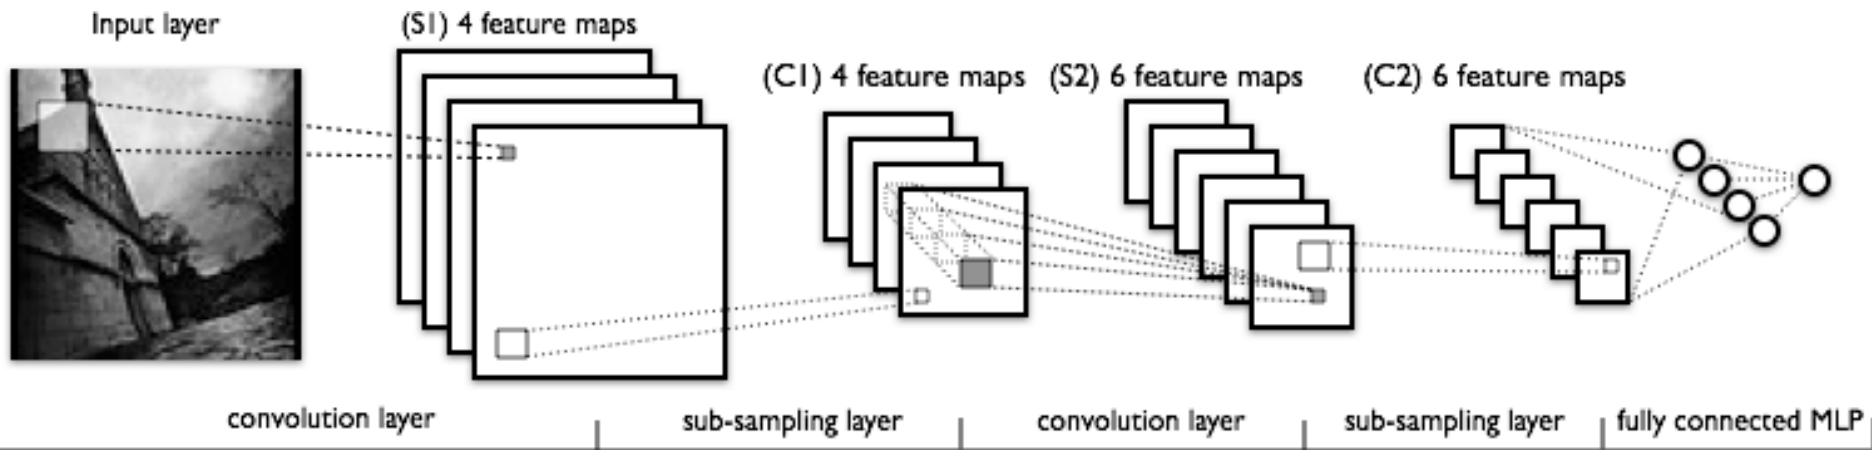 Input layer
(S1) 4 feature maps
(C1) 4 feature maps
(S2) 6 feature maps
(C2) 6 feature maps
convolution layer
sub-sampling layer
convolution layer
sub-sampling layer
fully connected MLP